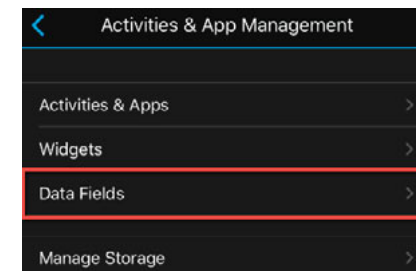 Activities & App Management
Activities & Apps
Widgets
Data Fields
Manage Storage